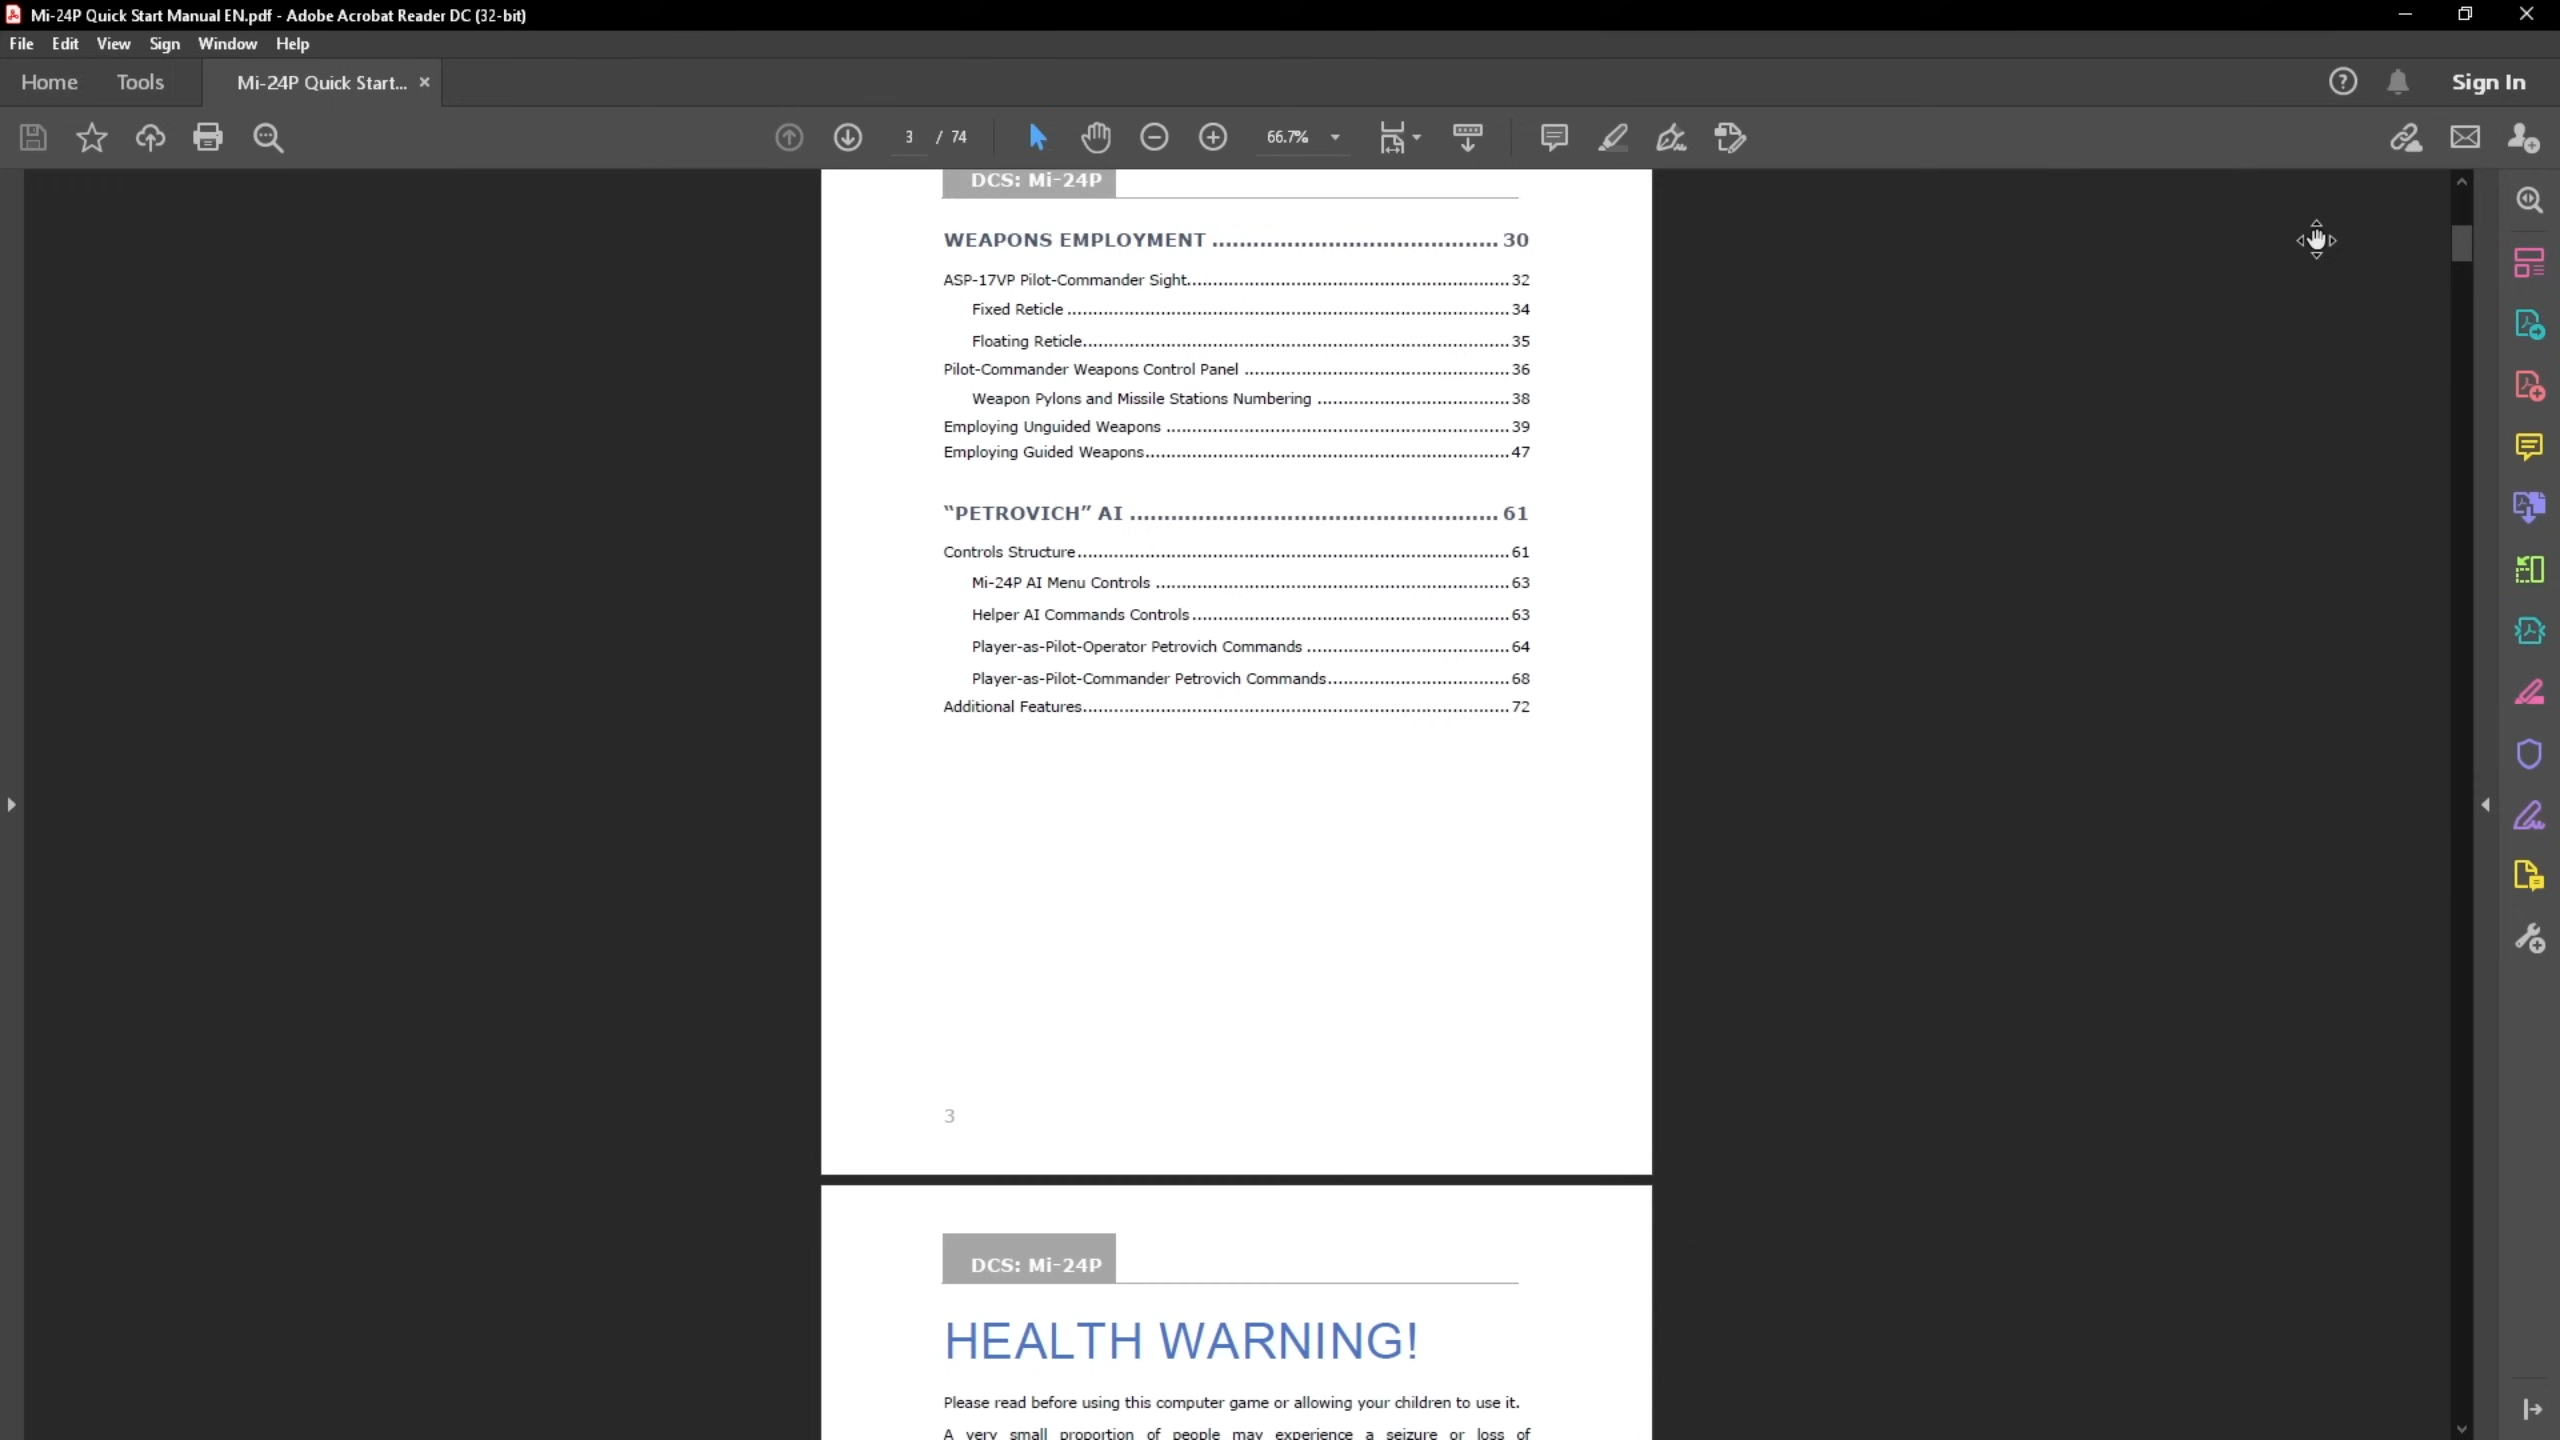 Mi-24P Quick Start Manual EN.pdf - Adobe Acrobat Reader DC (32-bit)
File Edit View Sign Window Help
Home Tools Mi-24P Quick Start... × Sign In
3 / 74 66.7%
DCS: Mi-24P
WEAPONS EMPLOYMENT .......................................... 30
ASP-17VP Pilot-Commander Sight.......................................... 32
Fixed Reticle .......................................... 34
Floating Reticle.......................................... 35
Pilot-Commander Weapons Control Panel .......................................... 36
Weapon Pylons and Missile Stations Numbering .......................................... 38
Employing Unguided Weapons .......................................... 39
Employing Guided Weapons.......................................... 47
“PETROVICH” AI .......................................... 61
Controls Structure.......................................... 61
Mi-24P AI Menu Controls .......................................... 63
Helper AI Commands Controls.......................................... 63
Player-as-Pilot-Operator Petrovich Commands .......................................... 64
Player-as-Pilot-Commander Petrovich Commands.......................................... 68
Additional Features.......................................... 72
3
DCS: Mi-24P
HEALTH WARNING!
Please read before using this computer game or allowing your children to use it.
A very small proportion of people may experience a seizure or loss of